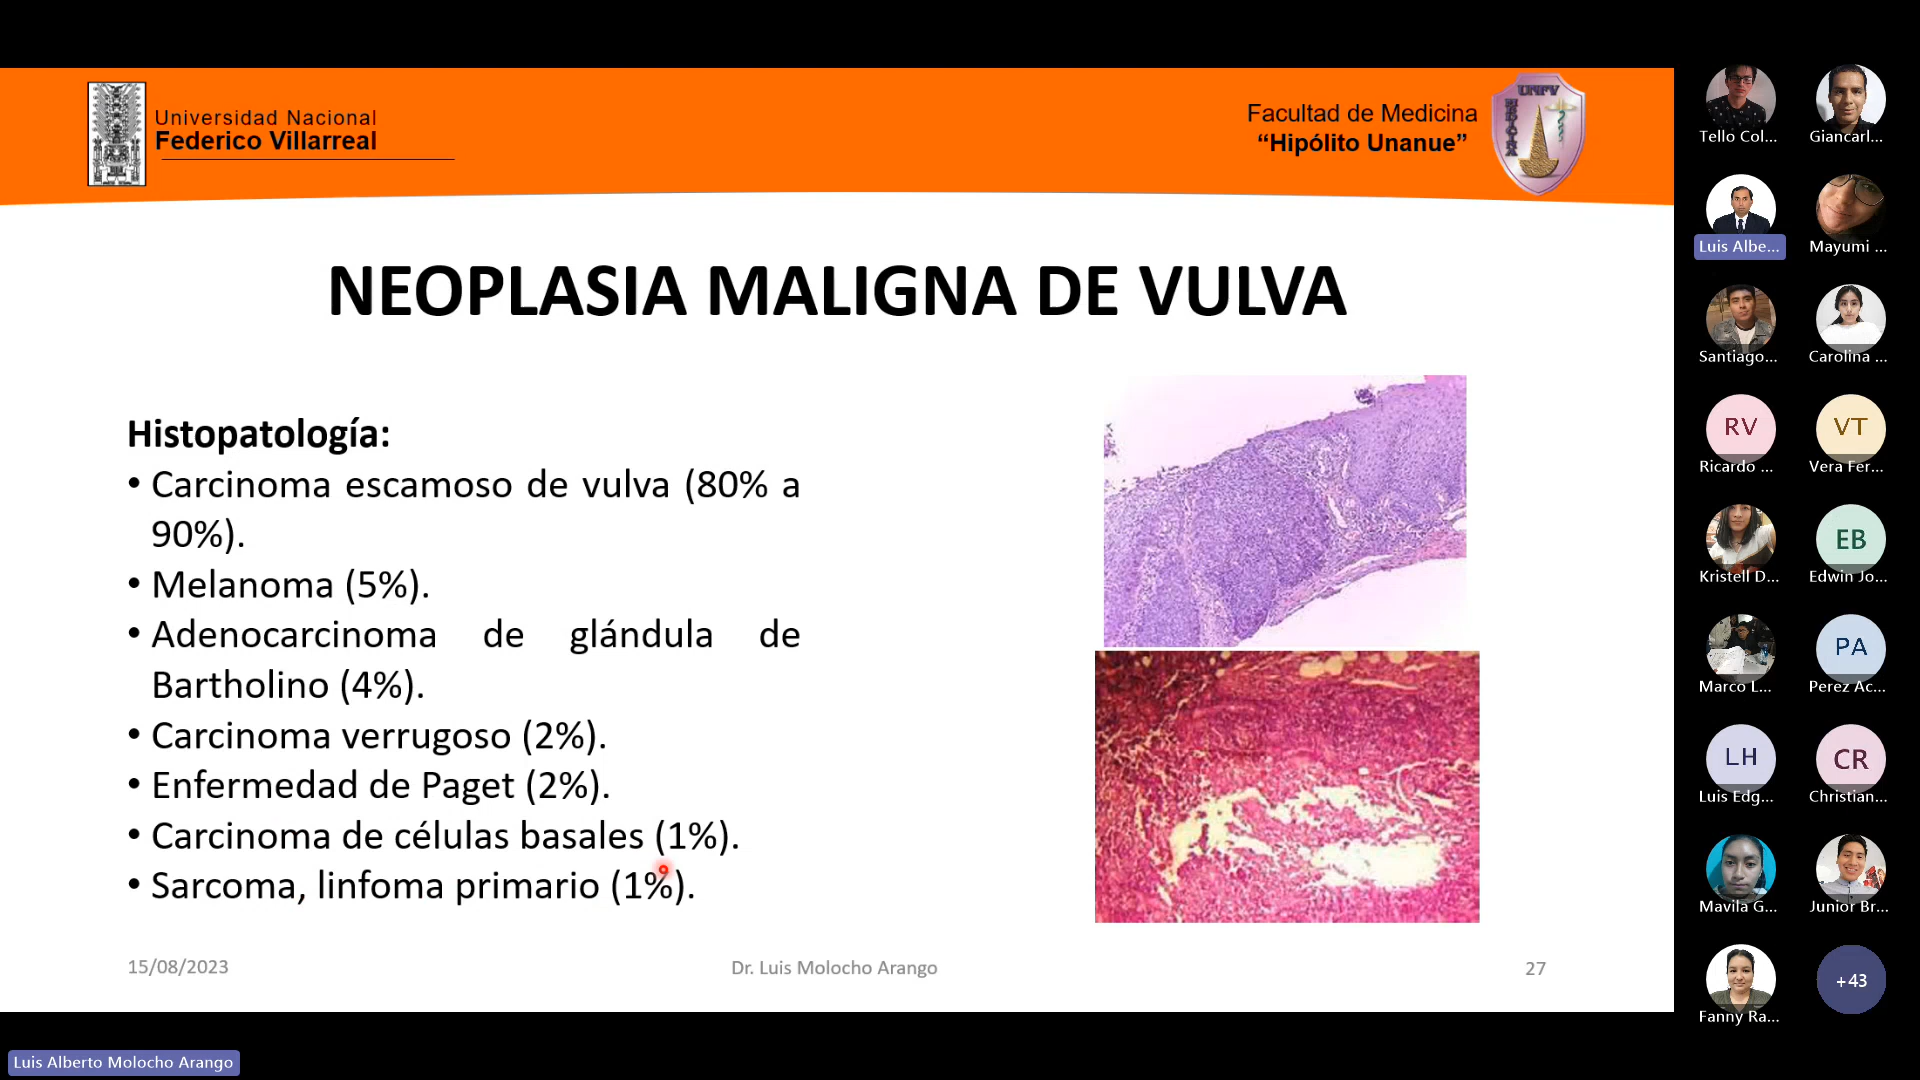 Universidad Nacional
Federico Villarreal
Facultad de Medicina
“Hipólito Unanue”
UNFV
MEDICINA
NEOPLASIA MALIGNA DE VULVA
Histopatología:
• Carcinoma escamoso de vulva (80% a
90%).
• Melanoma (5%).
• Adenocarcinoma de glándula de
Bartholino (4%).
• Carcinoma verrugoso (2%).
• Enfermedad de Paget (2%).
• Carcinoma de células basales (1%).
• Sarcoma, linfoma primario (1%).
15/08/2023
Dr. Luis Molocho Arango
27
Tello Col...
Giancarl...
Luis Albe...
Mayumi ...
Santiago...
Carolina ...
RV
VT
Ricardo ...
Vera Fer...
EB
Kristell D...
Edwin Jo...
PA
Marco L...
Perez Ac...
LH
CR
Luis Edg...
Christian...
Mavila G...
Junior Br...
+43
Fanny Ra...
Luis Alberto Molocho Arango